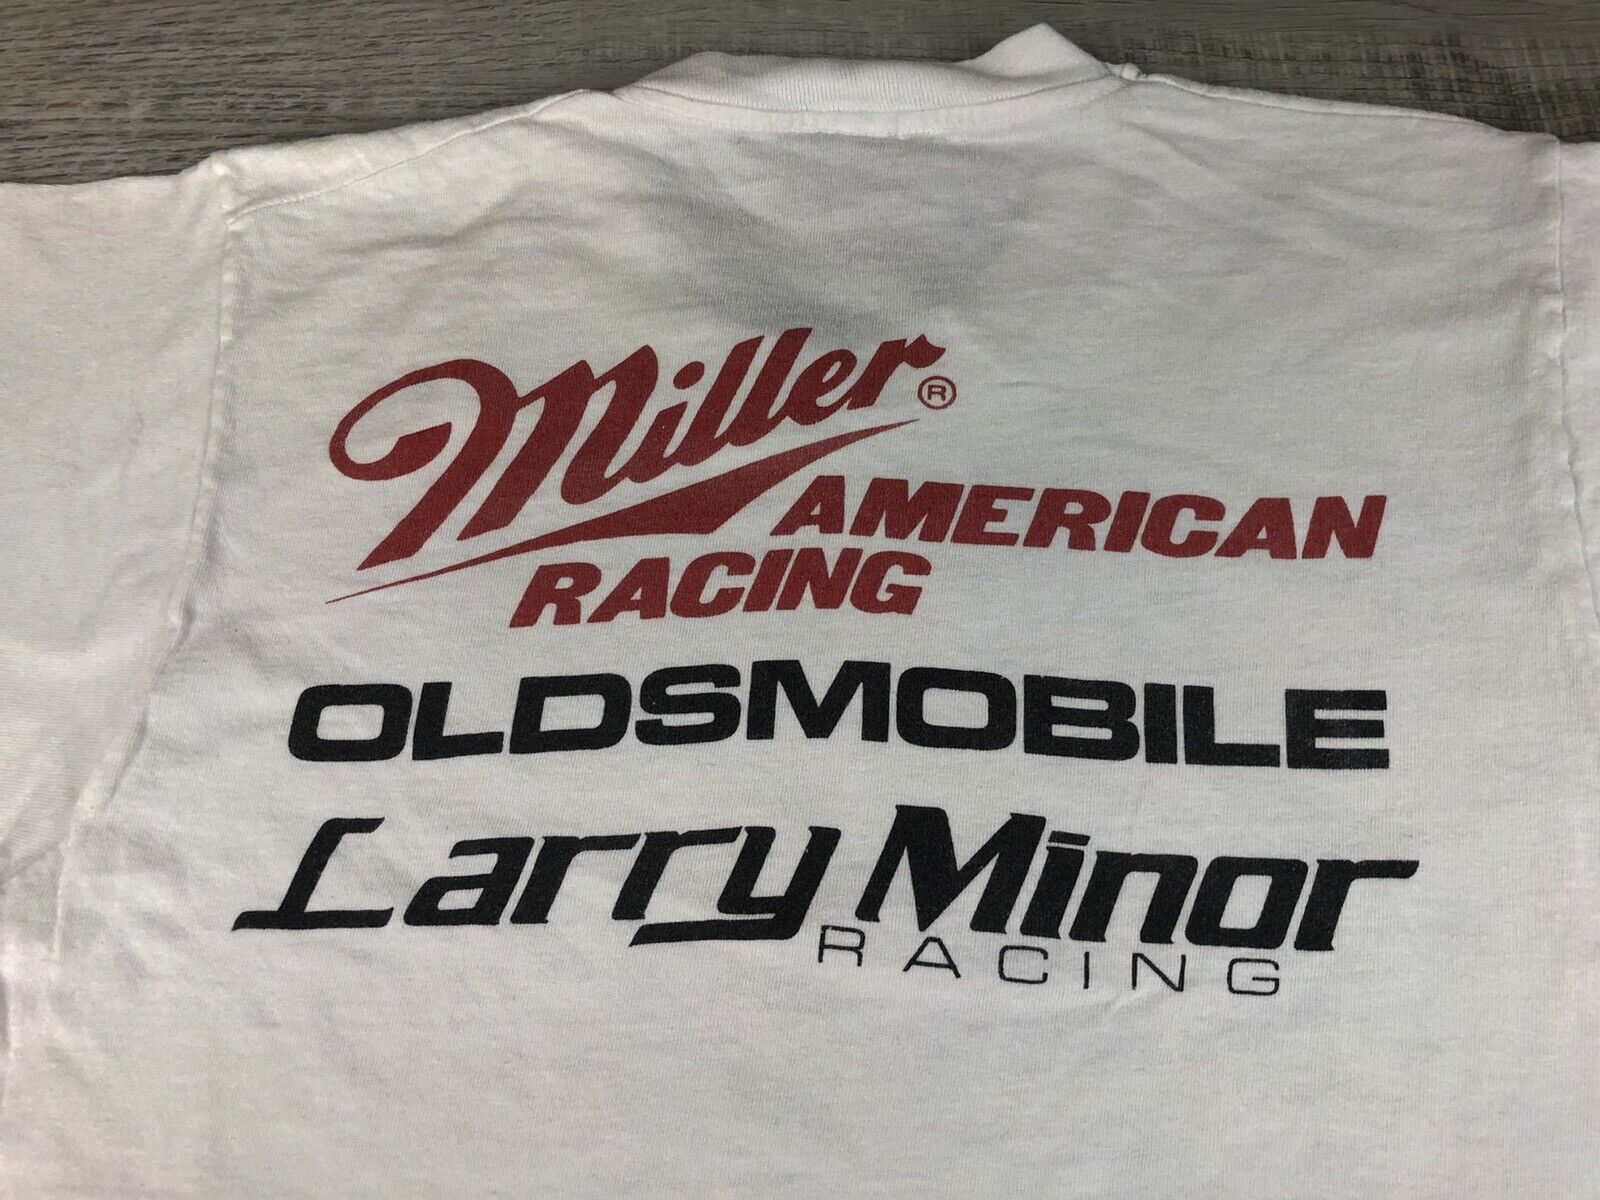 Miller®
AMERICAN
RACING
OLDSMOBILE
Larry Minor
RACING